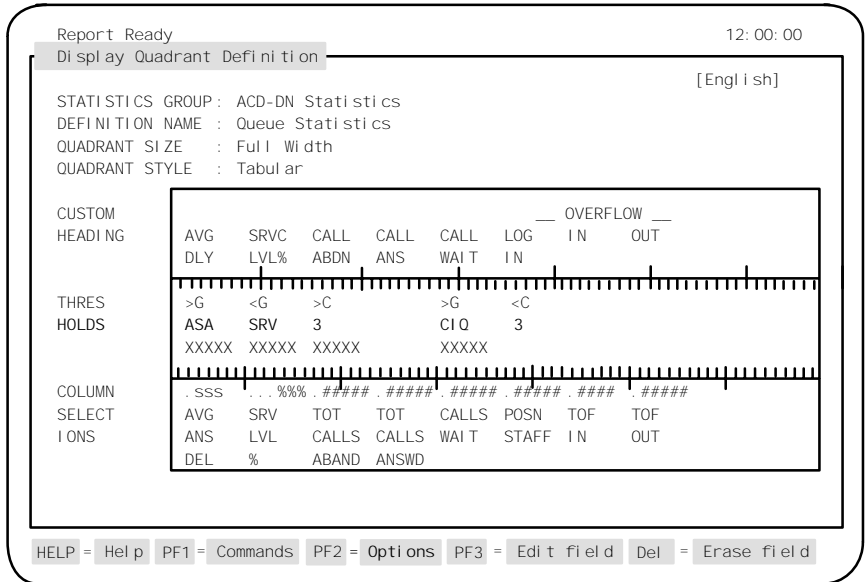 Report Ready 12:00:00
Display Quadrant Definition
[English]
STATISTICS GROUP: ACD-DN Statistics
DEFINITION NAME : Queue Statistics
QUADRANT SIZE : Full Width
QUADRANT STYLE : Tabular
CUSTOM __ OVERFLOW __
HEADING AVG SRVC CALL CALL CALL LOG IN OUT
DLY LVL% ABDN ANS WAIT IN
THRES >G <G >C >G <C
HOLDS ASA SRV 3 CIQ 3
XXXXX XXXXX XXXXX XXXXX
COLUMN .sss ...%%% .##### .##### .##### .##### .#### .#####
SELECT AVG SRV TOT TOT CALLS POSN TOF TOF
IONS ANS LVL CALLS CALLS WAIT STAFF IN OUT
DEL % ABAND ANSWD
HELP = Help PF1 = Commands PF2 = Options PF3 = Edit field Del = Erase field